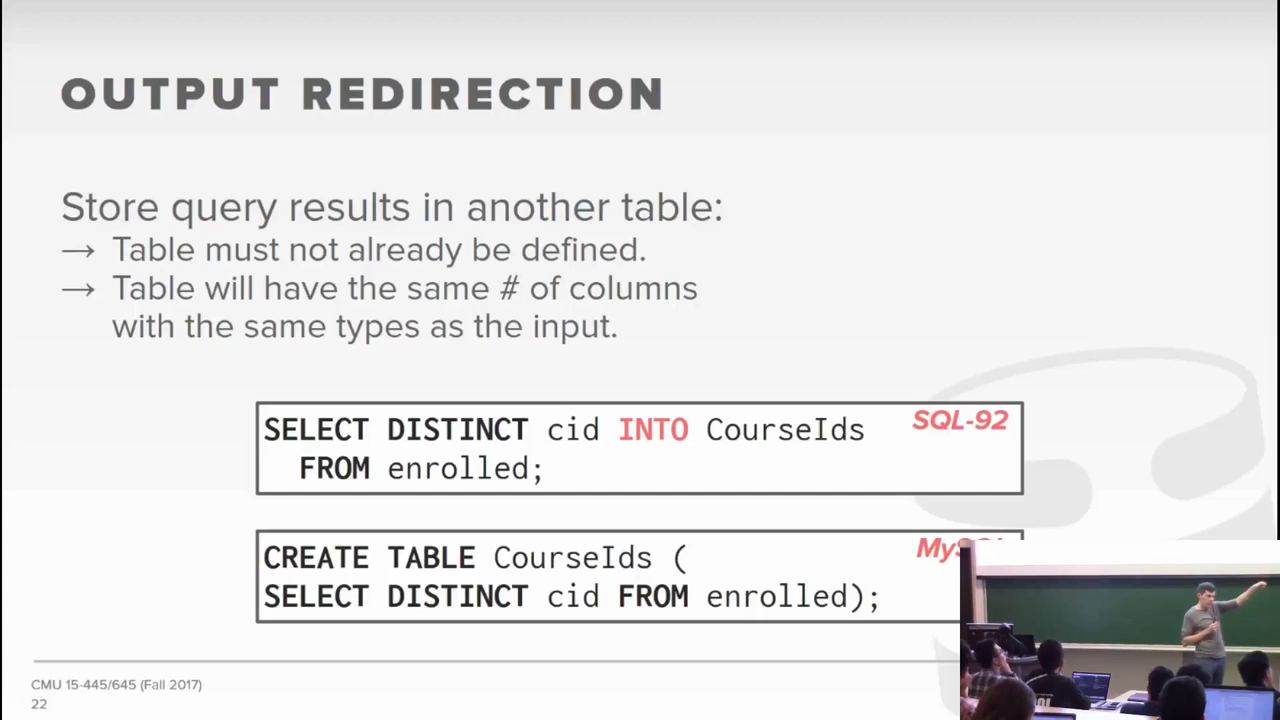 OUTPUT REDIRECTION
Store query results in another table:
→ Table must not already be defined.
→ Table will have the same # of columns
with the same types as the input.
SELECT DISTINCT cid INTO CourseIds
SQL-92
FROM enrolled;
CREATE TABLE CourseIds (
SELECT DISTINCT cid FROM enrolled);
CMU 15-445/645 (Fall 2017)
22